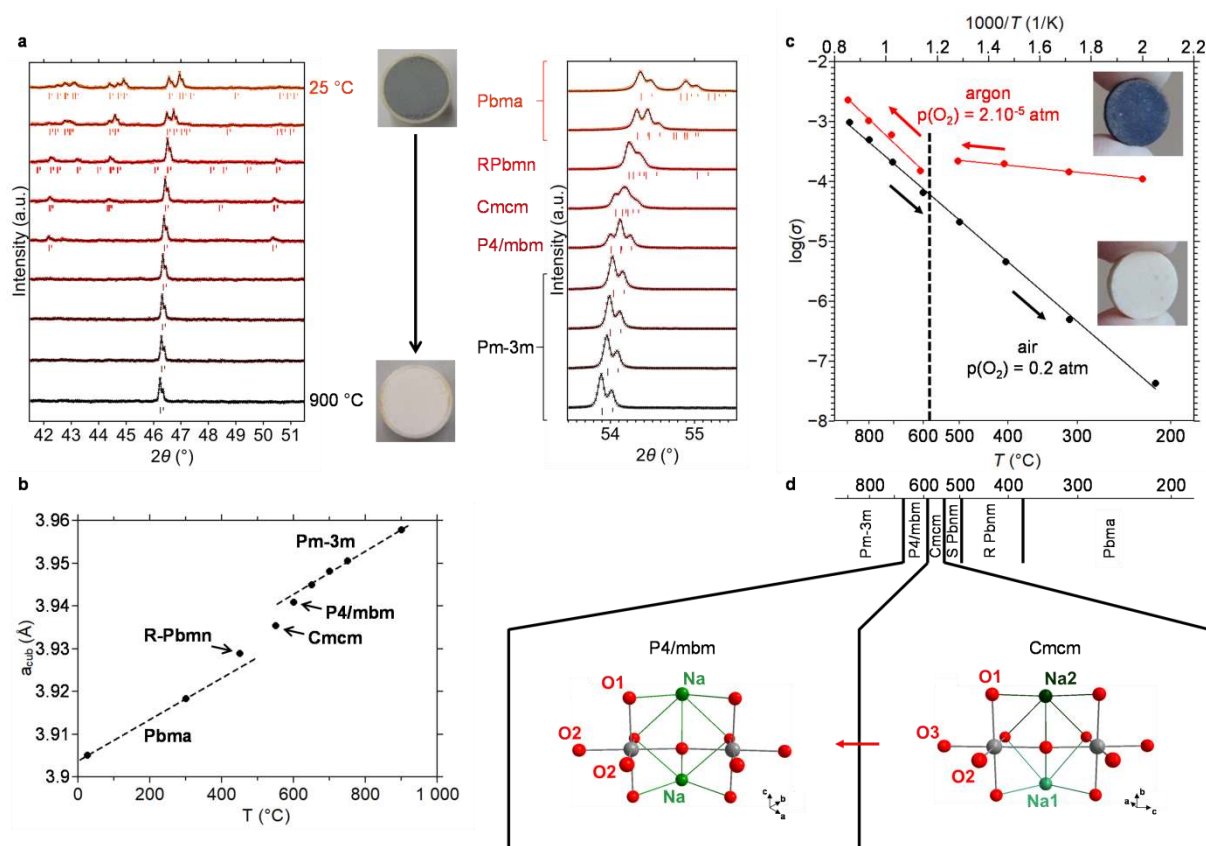 a
Intensity (a.u.)
25 °C
900 °C
42 43 44 45 46 47 48 49 50 51
2θ (°)
Pbma
RPbmn
Cmcm
P4/mbm
Pm-3m
Intensity (a.u.)
54 55
2θ (°)
c
1000/T (1/K)
0.8 1 1.2 1.4 1.6 1.8 2 2.2
log(σ)
−2
−3
−4
−5
−6
−7
−8
argon
p(O₂) = 2.10⁻⁵ atm
air
p(O₂) = 0.2 atm
800 600 500 400 300 200
T (°C)
b
a_cub (Å)
3.96
3.95
3.94
3.93
3.92
3.91
3.9
Pm-3m
P4/mbm
R-Pbmn
Cmcm
Pbma
0 200 400 600 800 1 000
T (°C)
d
800 600 500 400 300 200
Pm-3m
P4/mbm
Cmcm
S Pbnm
R Pbnm
Pbma
P4/mbm
O1
Na
O2
O2
Na
c
b
a
Cmcm
O1
Na2
O3
O2
Na1
b
a
c